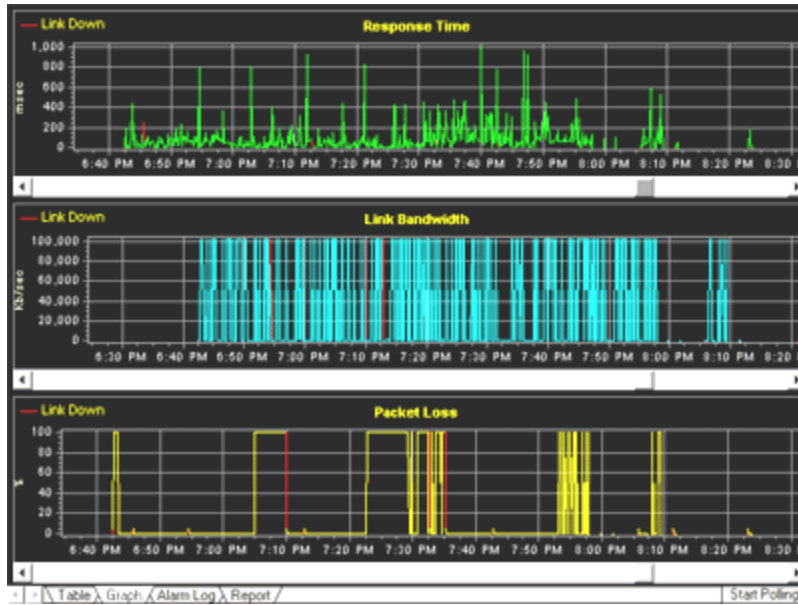 Link Down
Response Time
1,000
800
600
400
200
0
msec
6:40 PM 6:50 PM 7:00 PM 7:10 PM 7:20 PM 7:30 PM 7:40 PM 7:50 PM 8:00 PM 8:10 PM 8:20 PM 8:30
Link Down
Link Bandwidth
100,000
80,000
60,000
40,000
20,000
0
Kb/sec
6:30 PM 6:40 PM 6:50 PM 7:00 PM 7:10 PM 7:20 PM 7:30 PM 7:40 PM 7:50 PM 8:00 PM 8:10 PM 8:20
Link Down
Packet Loss
100
80
60
40
20
0
%
6:40 PM 6:50 PM 7:00 PM 7:10 PM 7:20 PM 7:30 PM 7:40 PM 7:50 PM 8:00 PM 8:10 PM 8:20 PM 8:30
Table Graph Alarm Log Report Start Polling